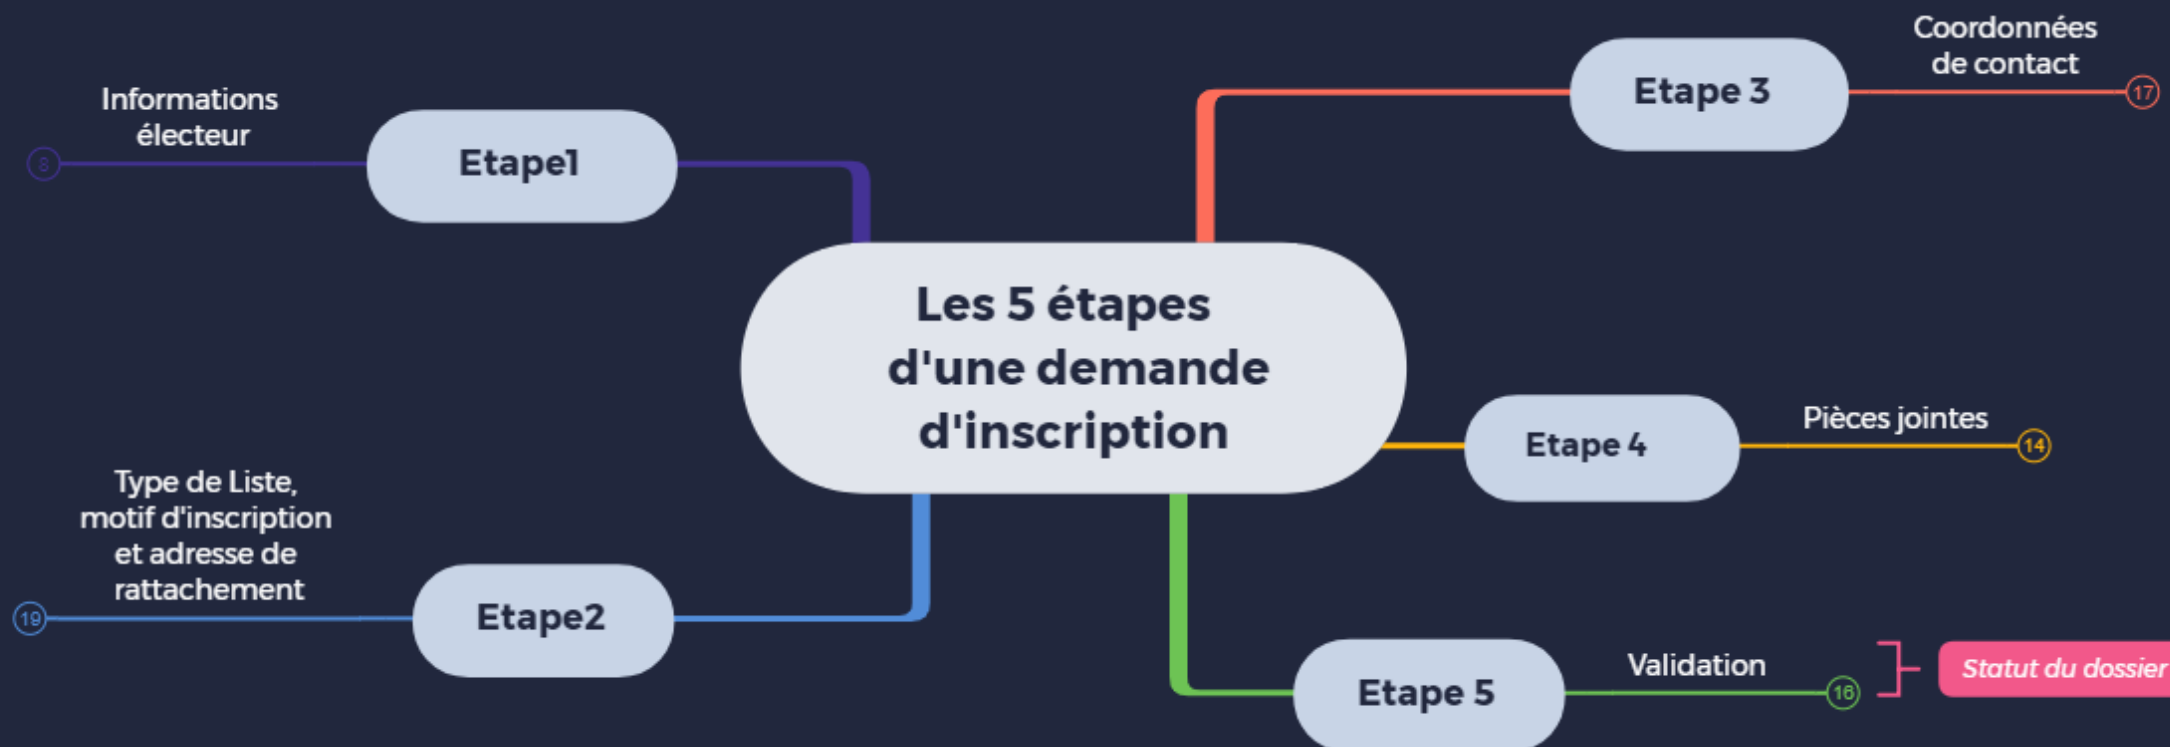 Les 5 étapes
d'une demande
d'inscription
Etape1
Informations
électeur
8
Etape2
Type de Liste,
motif d'inscription
et adresse de
rattachement
19
Etape 3
Coordonnées
de contact
17
Etape 4
Pièces jointes
14
Etape 5
Validation
16
Statut du dossier